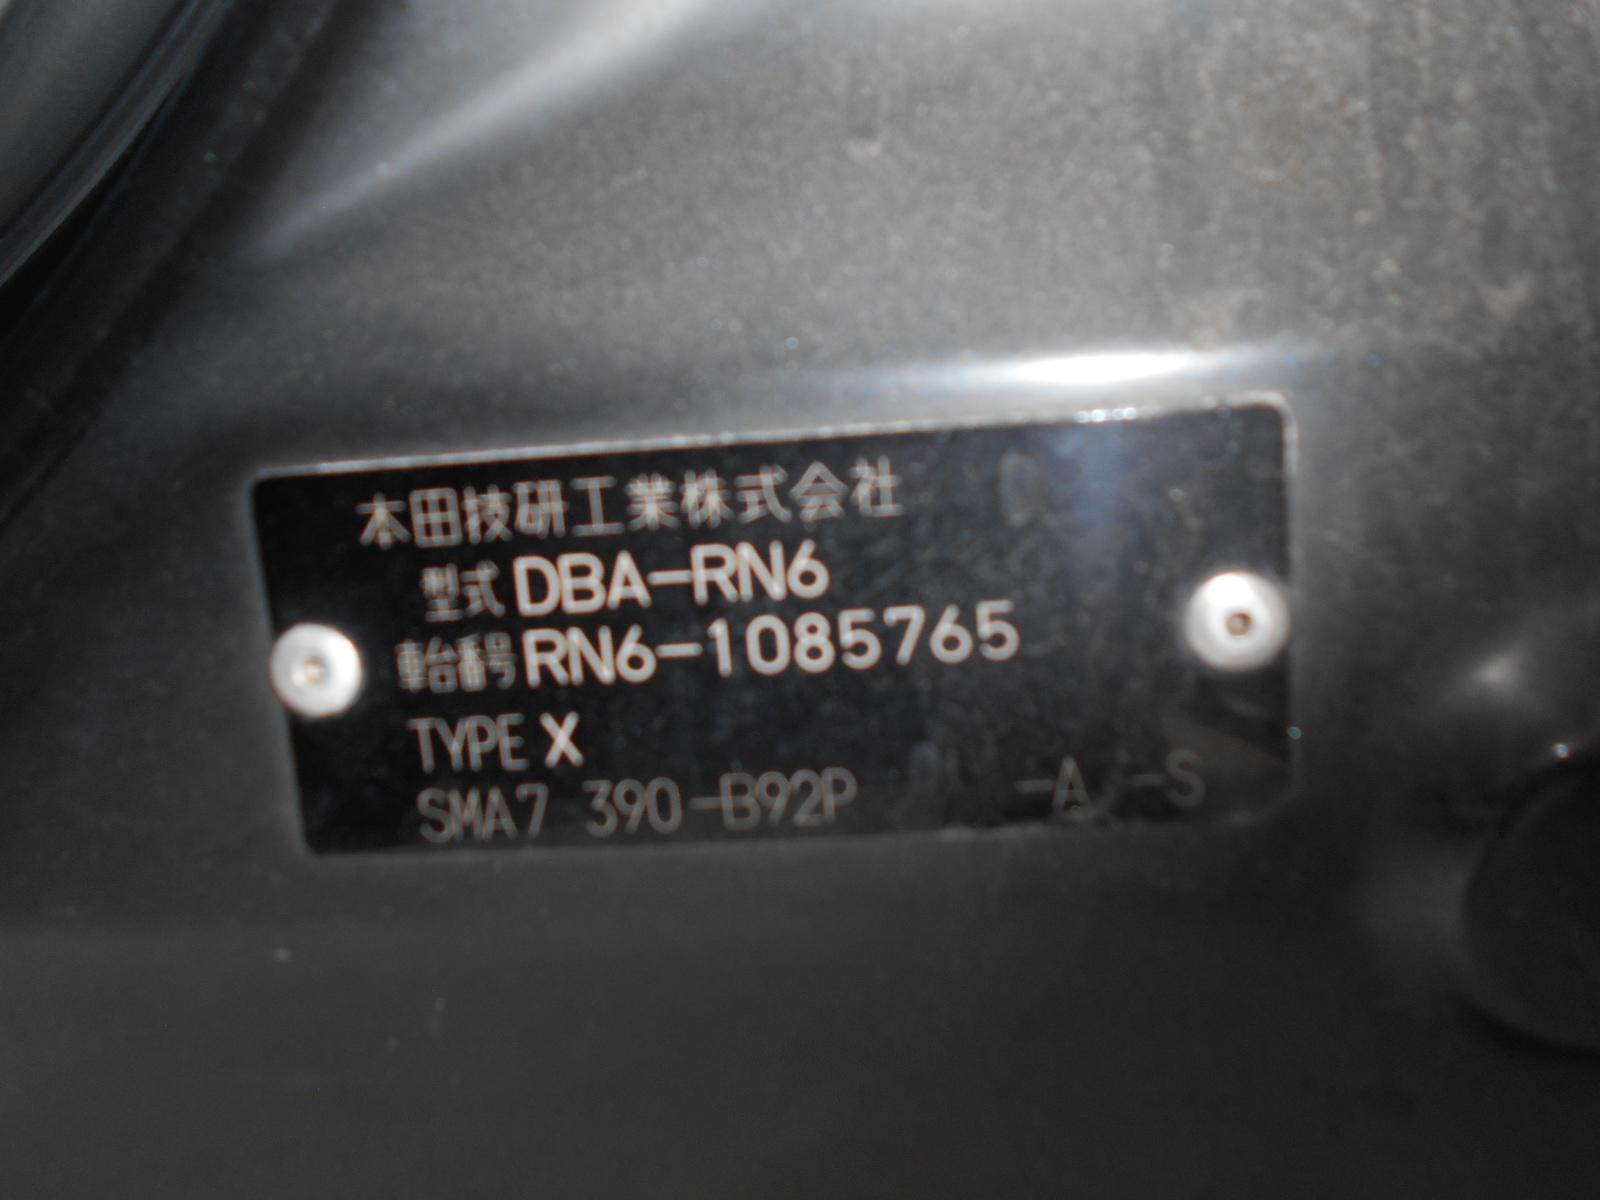 本田技研工業株式会社
型式 DBA-RN6
車台番号 RN6-1085765
TYPE X
SMA7 390-B92P -A -S